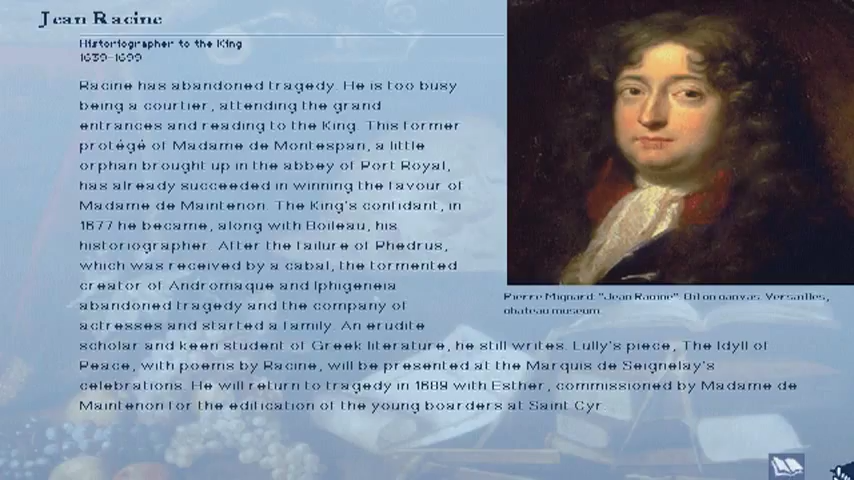 Jean Racine
Historiographer to the King
1639-1699
Racine has abandoned tragedy. He is too busy
being a courtier, attending the grand
entrances and reading to the King. This former
protégé of Madame de Montespan, a little
orphan brought up in the abbey of Port Royal,
has already succeeded in winning the favour of
Madame de Maintenon. The King's confidant, in
1677 he became, along with Boileau, his
historiographer. After the failure of Phedrus,
which was received by a cabal, the tormented
creator of Andromaque and Iphigeneia
abandoned tragedy and the company of
actresses and started a family. An erudite
scholar and keen student of Greek literature, he still writes. Lully's piece, The Idyll of
Peace, with poems by Racine, will be presented at the Marquis de Seignelay's
celebrations. He will return to tragedy in 1689 with Esther, commissioned by Madame de
Maintenon for the edification of the young boarders at Saint Cyr.
Pierre Mignard. "Jean Racine". Oil on canvas. Versailles,
chateau museum.